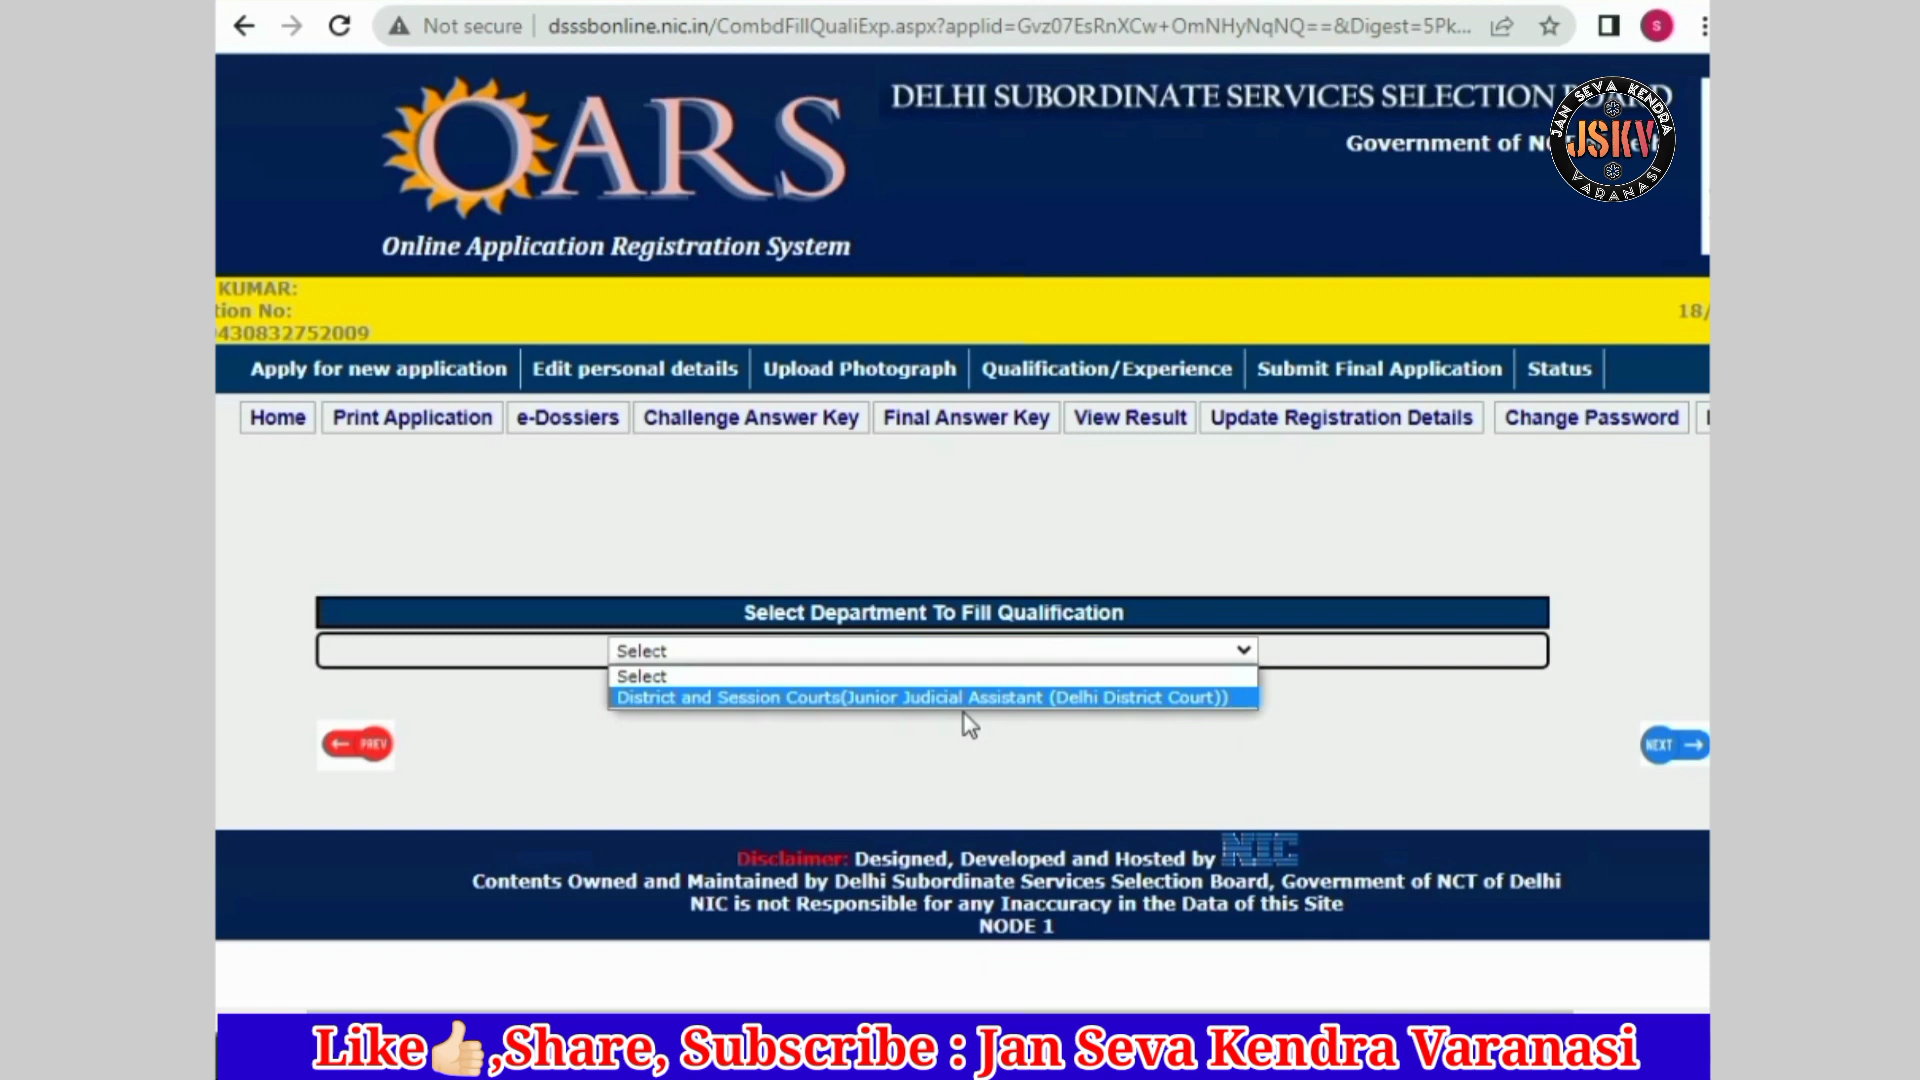 Not secure | dsssbonline.nic.in/CombdFillQualiExp.aspx?applid=Gvz07EsRnXCw+OmNHyNqNQ==&Digest=5Pk...
S
OARS
Online Application Registration System
DELHI SUBORDINATE SERVICES SELECTION
Government of
JAN SEVA KENDRA
JSKV
VARANASI
KUMAR:
tion No:
430832752009
18/
Apply for new application
Edit personal details
Upload Photograph
Qualification/Experience
Submit Final Application
Status
Home
Print Application
e-Dossiers
Challenge Answer Key
Final Answer Key
View Result
Update Registration Details
Change Password
Select Department To Fill Qualification
Select
Select
District and Session Courts(Junior Judicial Assistant (Delhi District Court))
PREV
NEXT
Disclaimer: Designed, Developed and Hosted by NIC
Contents Owned and Maintained by Delhi Subordinate Services Selection Board, Government of NCT of Delhi
NIC is not Responsible for any Inaccuracy in the Data of this Site
NODE 1
Like👍🏻,Share, Subscribe : Jan Seva Kendra Varanasi